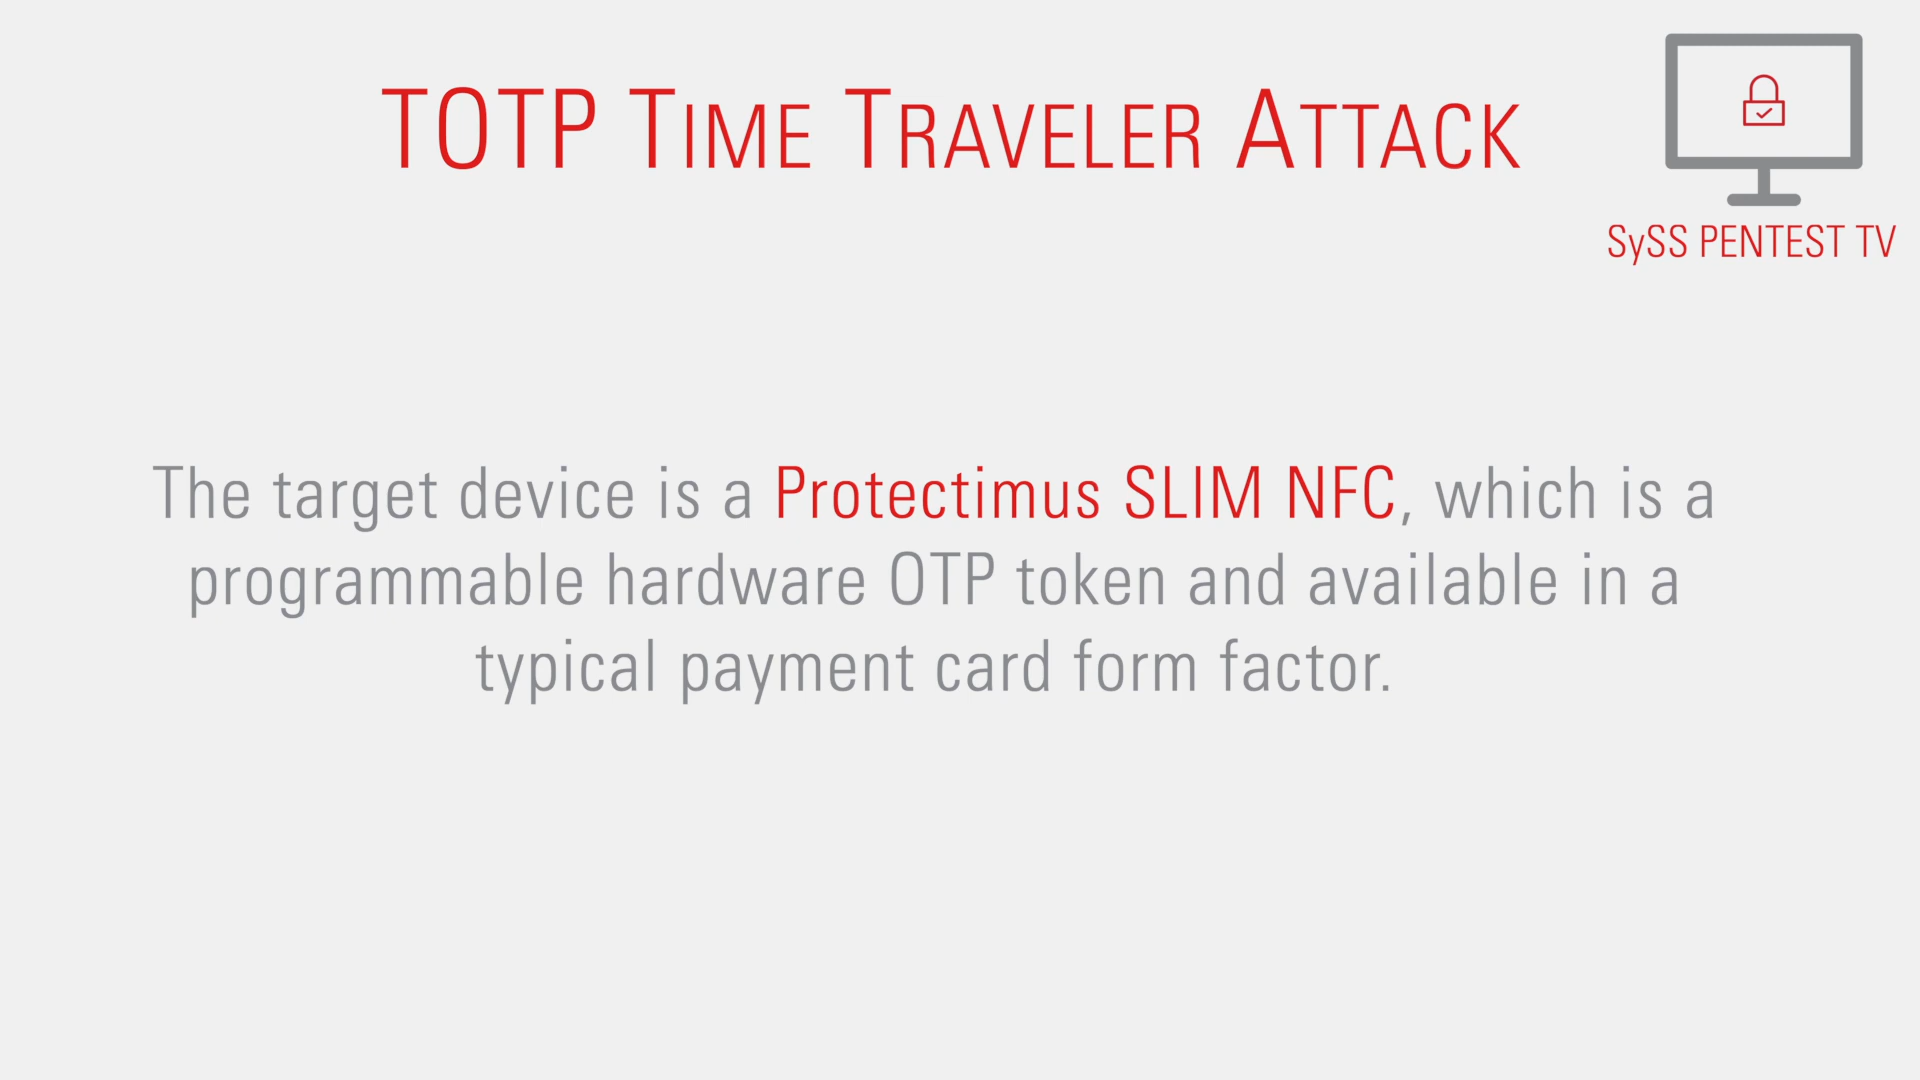 TOTP TIME TRAVELER ATTACK
SySS PENTEST TV
The target device is a Protectimus SLIM NFC, which is a
programmable hardware OTP token and available in a
typical payment card form factor.